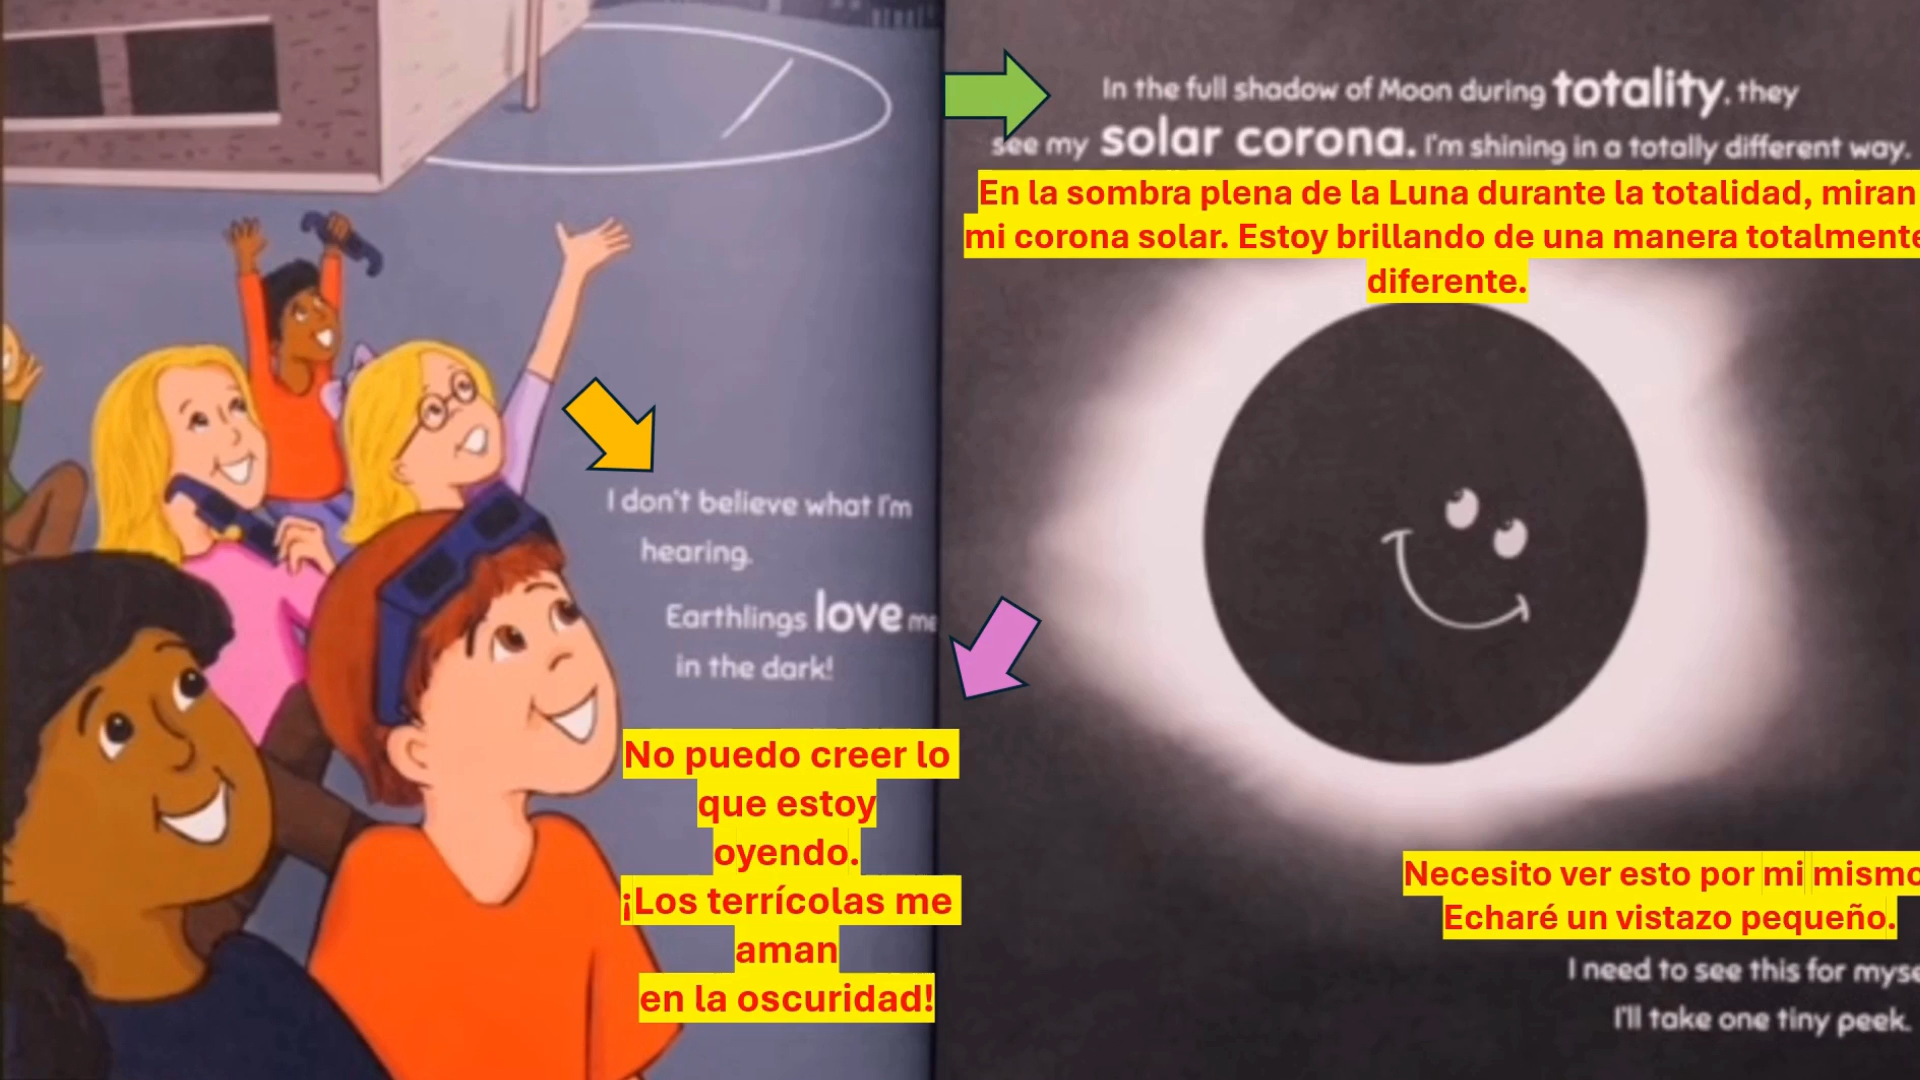 In the full shadow of Moon during totality, they
see my solar corona. I'm shining in a totally different way.
En la sombra plena de la Luna durante la totalidad, miran
mi corona solar. Estoy brillando de una manera totalmente
diferente.
I don't believe what I'm
hearing.
Earthlings love me
in the dark!
No puedo creer lo
que estoy
oyendo.
¡Los terrícolas me
aman
en la oscuridad!
Necesito ver esto por mi mismo
Echaré un vistazo pequeño.
I need to see this for myse
I'll take one tiny peek.